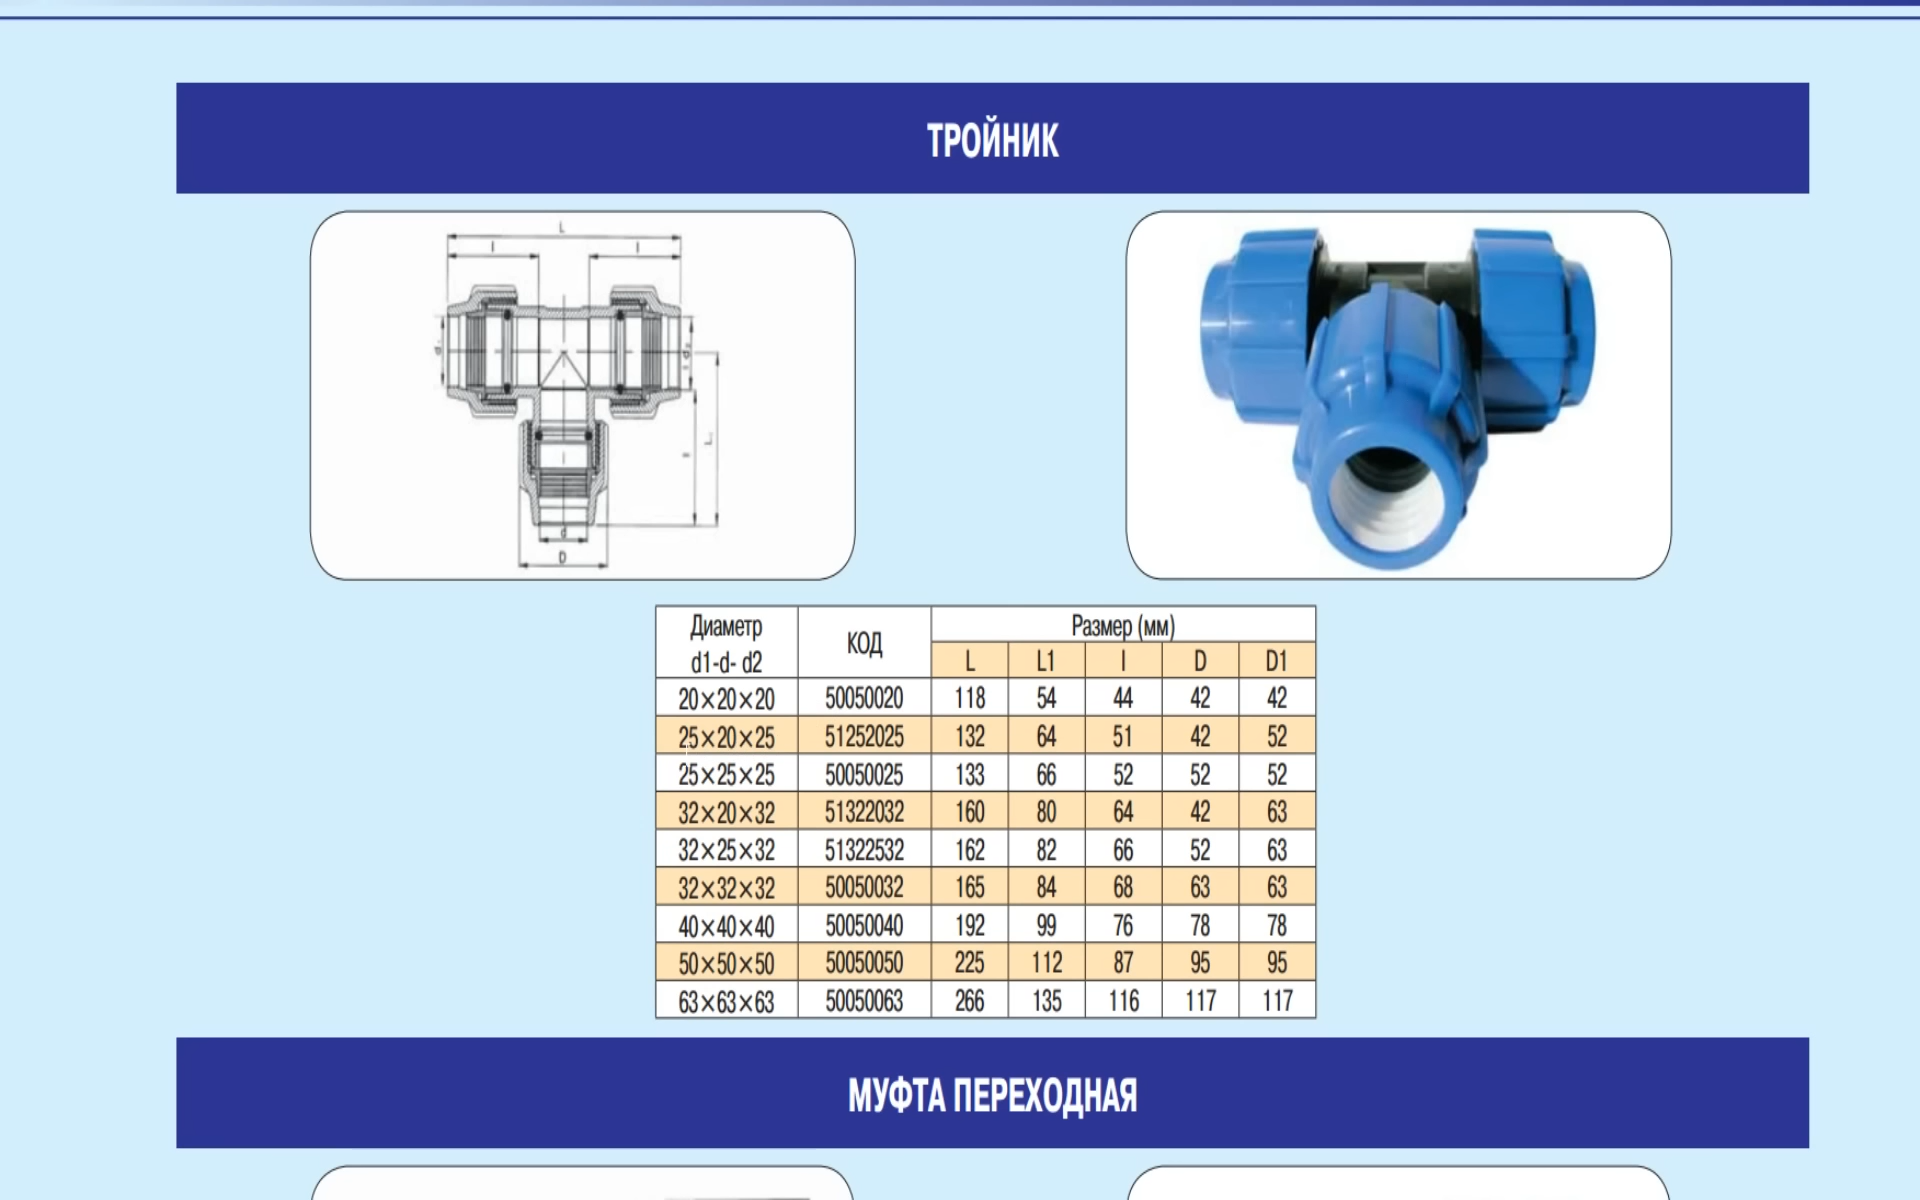 ТРОЙНИК
L
l l
d
D
Диаметр КОД Размер (мм)
d1-d- d2 L L1 l D D1
20×20×20 50050020 118 54 44 42 42
25×20×25 51252025 132 64 51 42 52
25×25×25 50050025 133 66 52 52 52
32×20×32 51322032 160 80 64 42 63
32×25×32 51322532 162 82 66 52 63
32×32×32 50050032 165 84 68 63 63
40×40×40 50050040 192 99 76 78 78
50×50×50 50050050 225 112 87 95 95
63×63×63 50050063 266 135 116 117 117
МУФТА ПЕРЕХОДНАЯ